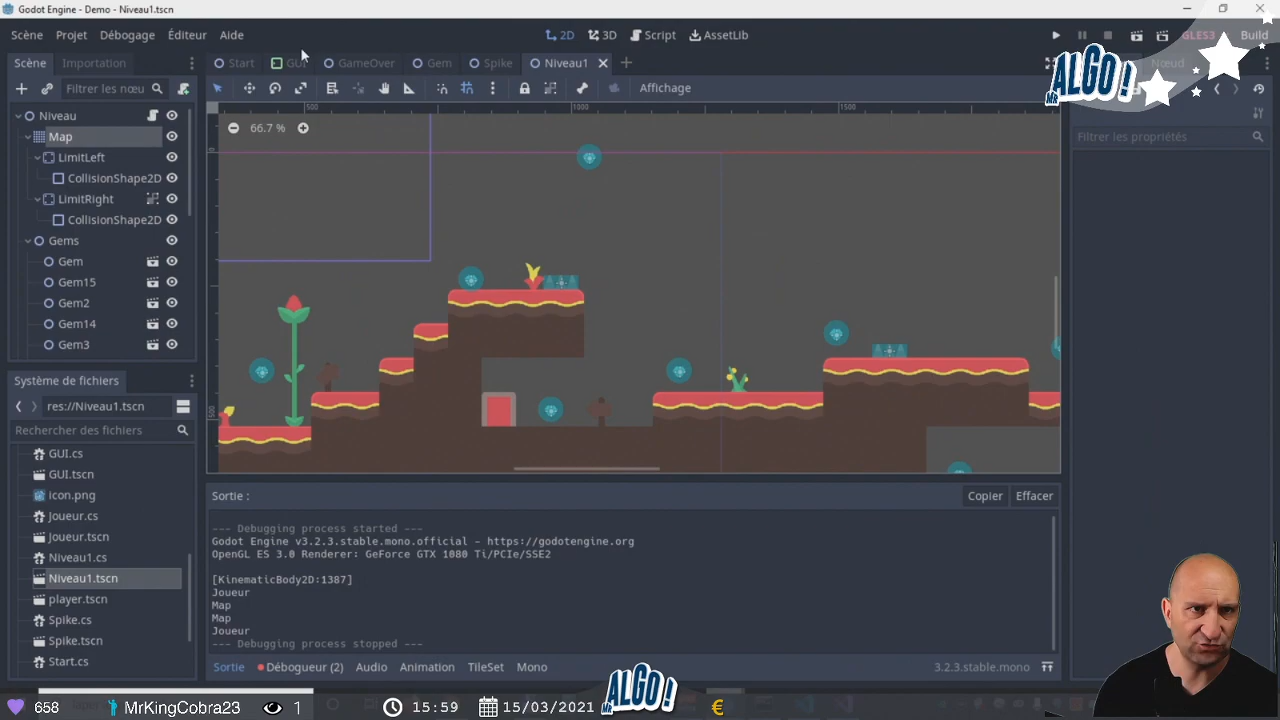 Godot Engine - Demo - Niveau1.tscn
Scène Projet Débogage Éditeur Aide
2D 3D Script AssetLib
GLES3 Build
Scène Importation
Start GUI GameOver Gem Spike Niveau1
Nœud
Filtrer les nœu
Affichage
MR ALGO !
Filtrer les propriétés
500 1000 1500
66.7 %
0
500
Niveau
Map
LimitLeft
CollisionShape2D
LimitRight
CollisionShape2D
Gems
Gem
Gem15
Gem2
Gem14
Gem3
Système de fichiers
res://Niveau1.tscn
Rechercher des fichiers
GUI.cs
GUI.tscn
icon.png
Joueur.cs
Joueur.tscn
Niveau1.cs
Niveau1.tscn
player.tscn
Spike.cs
Spike.tscn
Start.cs
Sortie :
Copier Effacer
--- Debugging process started ---
Godot Engine v3.2.3.stable.mono.official - https://godotengine.org
OpenGL ES 3.0 Renderer: GeForce GTX 1080 Ti/PCIe/SSE2
[KinematicBody2D:1387]
Joueur
Map
Map
Joueur
--- Debugging process stopped ---
Sortie Débogueur (2) Audio Animation TileSet Mono
3.2.3.stable.mono
658 MrKingCobra23 1 15:59 15/03/2021 MR ALGO ! €